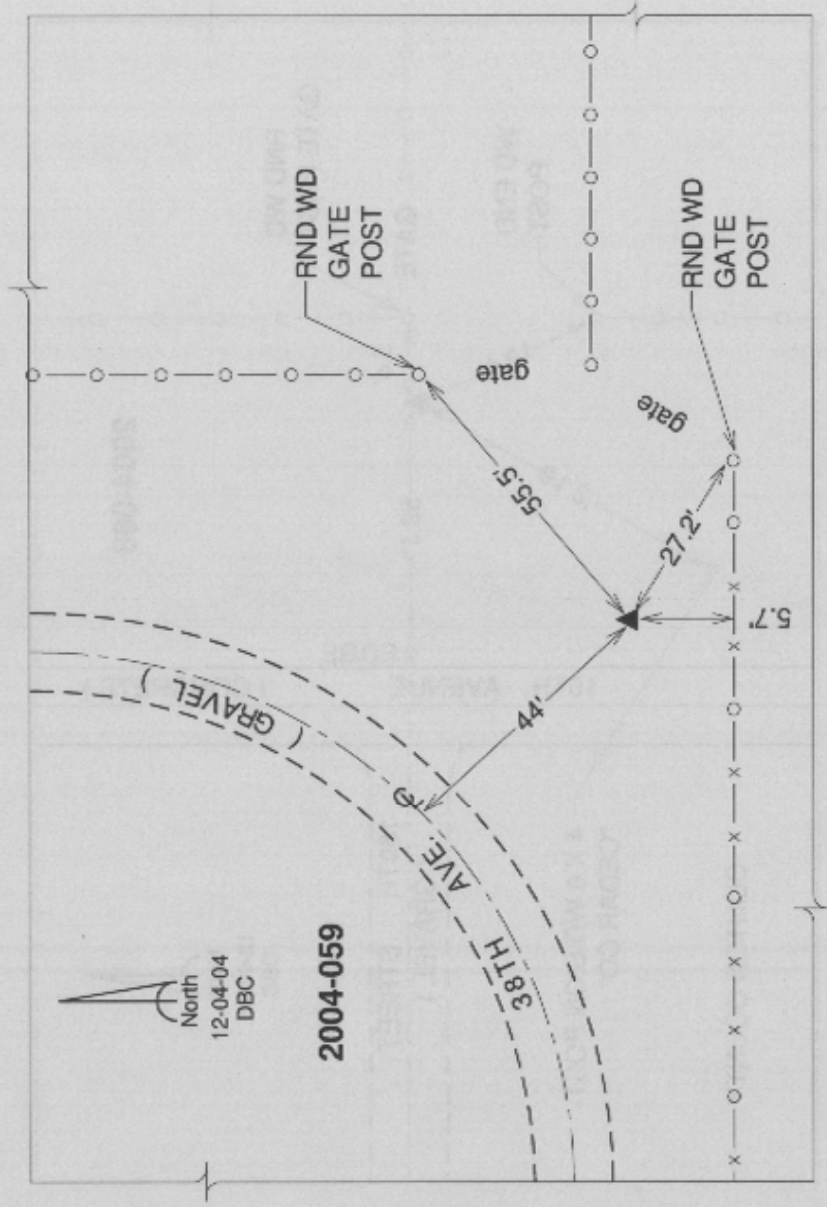 RND WD
GATE
POST
RND WD
GATE
POST
gate
gate
55.5'
27.2'
5.7'
44'
(GRAVEL)
38TH AVE.
North
12-04-04
DBC
2004-059